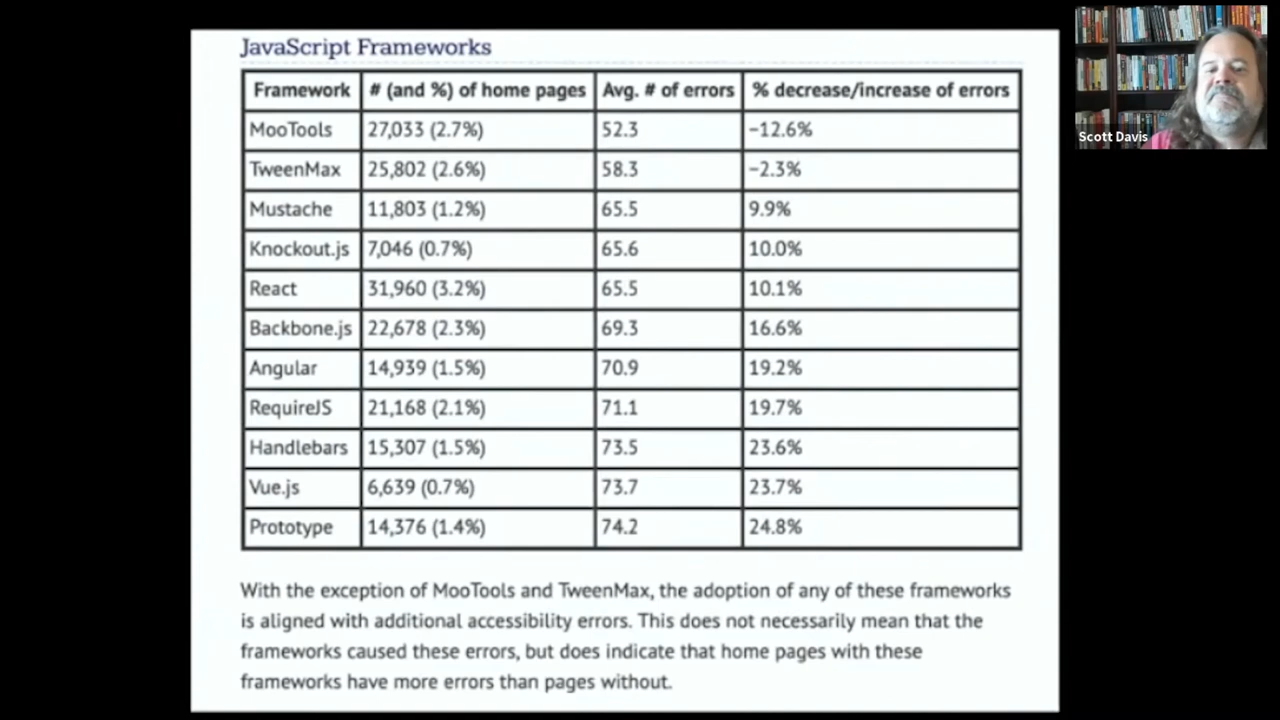 JavaScript Frameworks
Framework # (and %) of home pages Avg. # of errors % decrease/increase of errors
MooTools 27,033 (2.7%) 52.3 −12.6%
TweenMax 25,802 (2.6%) 58.3 −2.3%
Mustache 11,803 (1.2%) 65.5 9.9%
Knockout.js 7,046 (0.7%) 65.6 10.0%
React 31,960 (3.2%) 65.5 10.1%
Backbone.js 22,678 (2.3%) 69.3 16.6%
Angular 14,939 (1.5%) 70.9 19.2%
RequireJS 21,168 (2.1%) 71.1 19.7%
Handlebars 15,307 (1.5%) 73.5 23.6%
Vue.js 6,639 (0.7%) 73.7 23.7%
Prototype 14,376 (1.4%) 74.2 24.8%
With the exception of MooTools and TweenMax, the adoption of any of these frameworks
is aligned with additional accessibility errors. This does not necessarily mean that the
frameworks caused these errors, but does indicate that home pages with these
frameworks have more errors than pages without.
Scott Davis